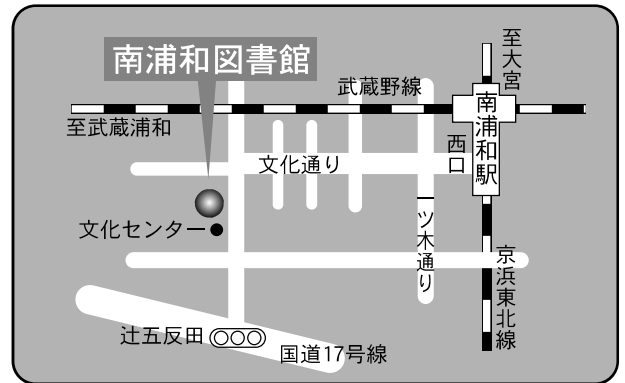 至大宮
南浦和図書館
武蔵野線
南浦和駅
至武蔵浦和
西口
文化通り
文化センター
一ツ木通り
京浜東北線
辻五反田
国道17号線